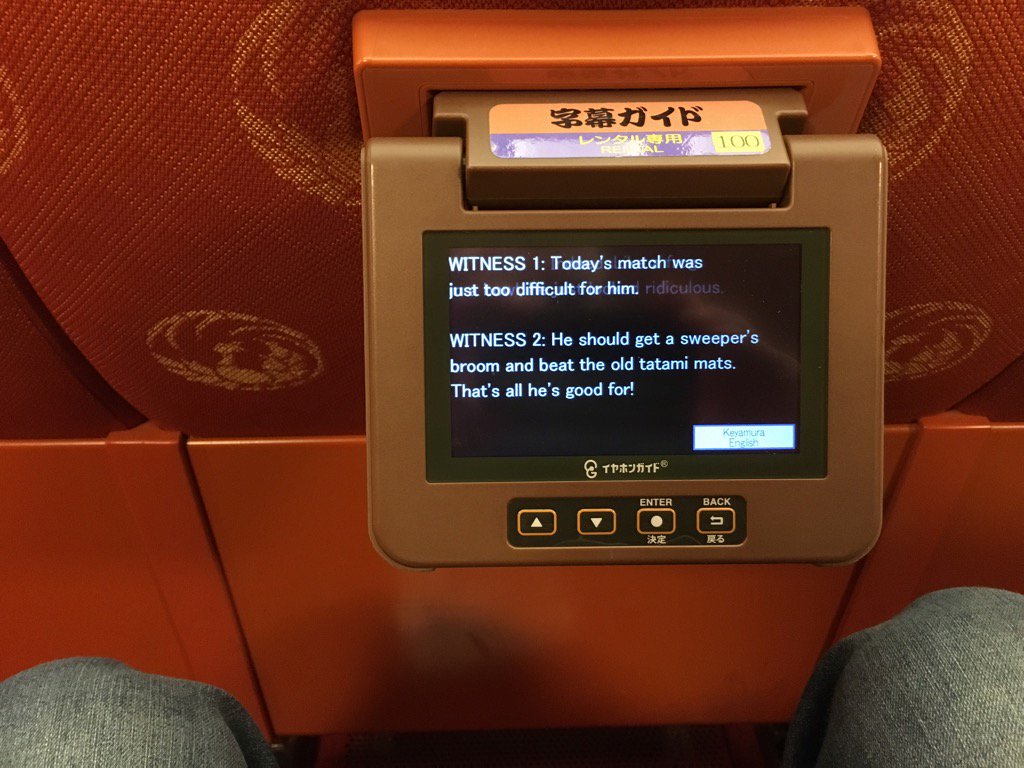 字幕ガイド
レンタル専用
RENTAL
100
WITNESS 1: Today's match was
just too difficult for him.
ridiculous.
WITNESS 2: He should get a sweeper's
broom and beat the old tatami mats.
That's all he's good for!
Keyamura
English
イヤホンガイド®
ENTER
BACK
決定
戻る